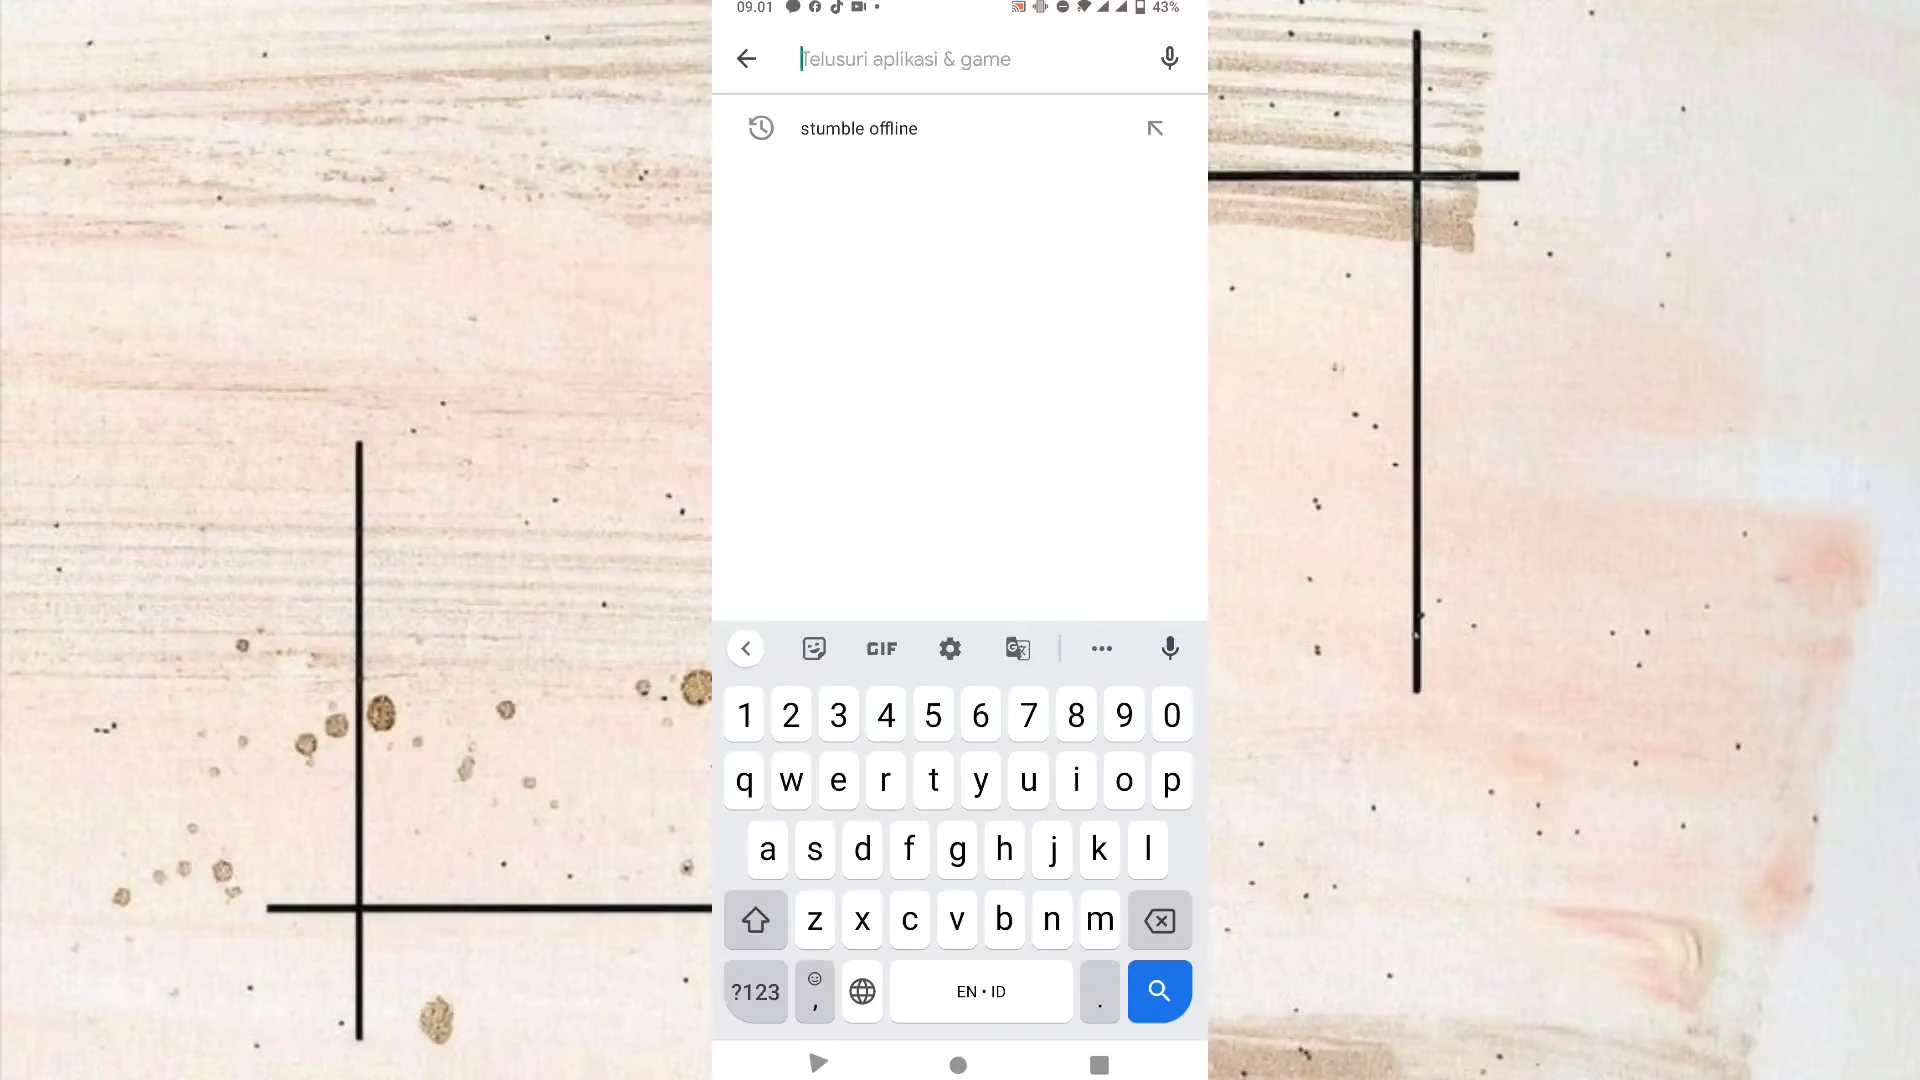 09.01 43%
Telusuri aplikasi & game
stumble offline
GIF
1 2 3 4 5 6 7 8 9 0
q w e r t y u i o p
a s d f g h j k l
z x c v b n m
?123 , EN • ID .